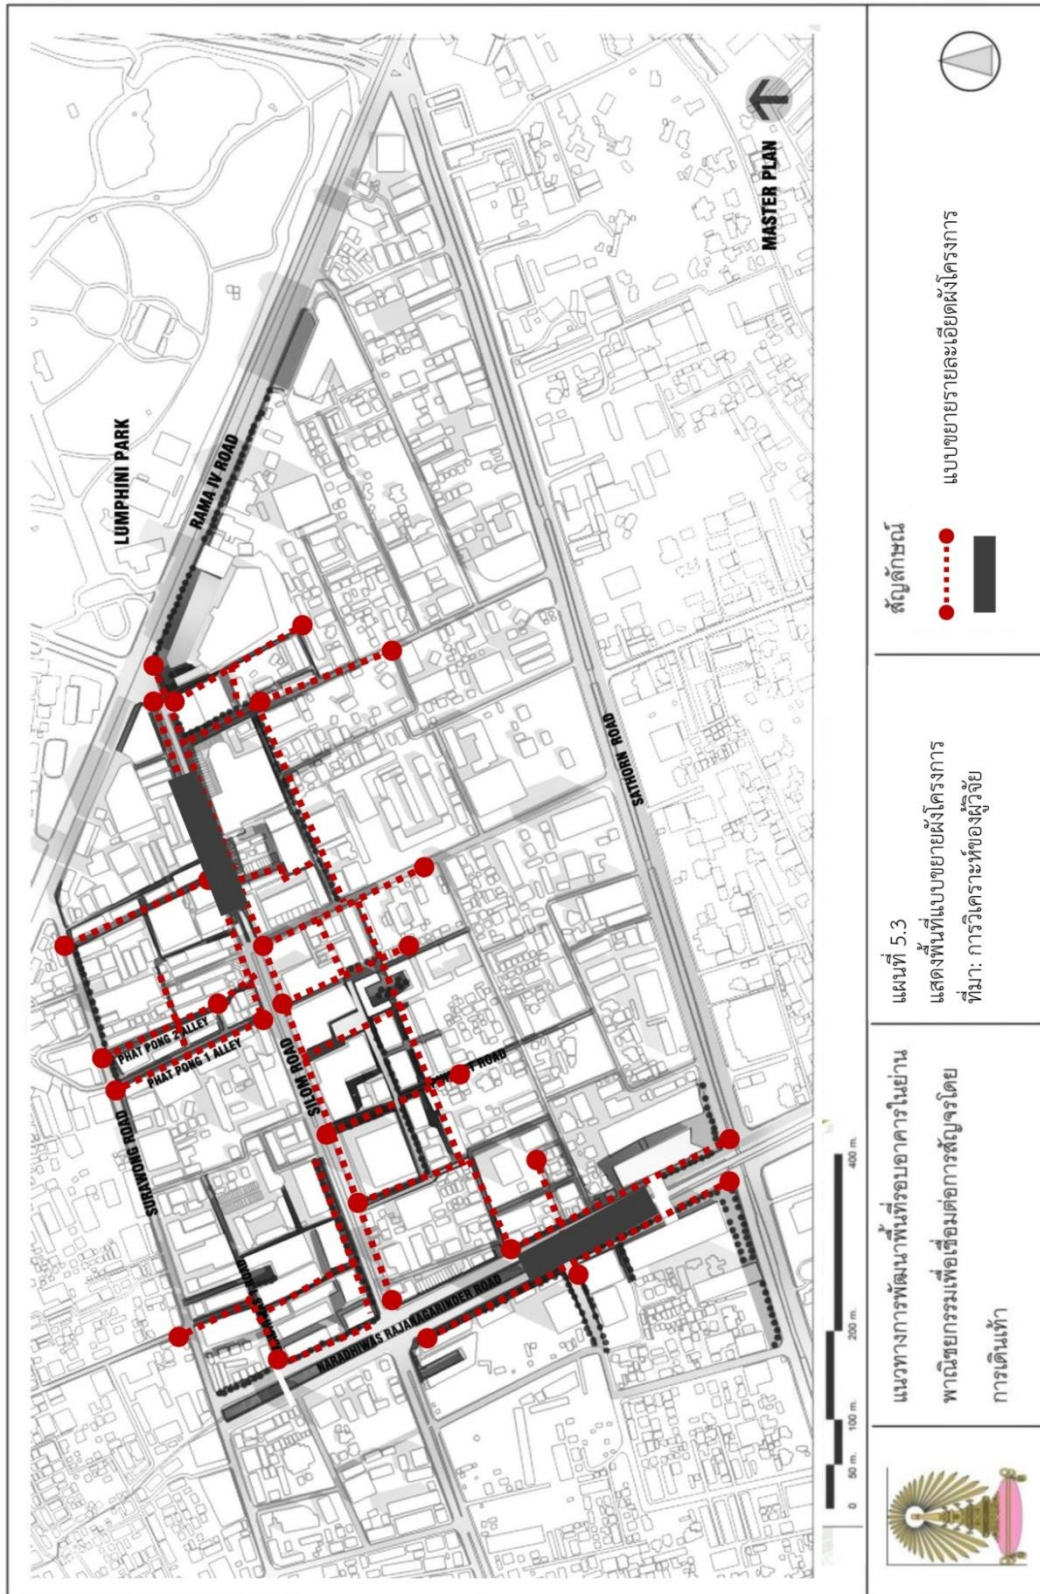 LUMPHINI PARK
RAMA IV ROAD
MASTER PLAN
SURAWONG ROAD
PHAT PONG 2 ALLEY
PHAT PONG 1 ALLEY
SILOM ROAD
SATHORN ROAD
ROAD
NARADHIWAS RAJANAGARINDER ROAD
0 50 m. 100 m. 200 m. 400 m.
แนวทางการพัฒนาพื้นที่รอบอาคารในย่าน
พาณิชยกรรมเพื่อเชื่อมต่อการสัญจรโดย
การเดินเท้า
แผนที่ 5.3
แสดงพื้นที่แบบขยายผังโครงการ
ที่มา: การวิเคราะห์ของผู้วิจัย
สัญลักษณ์
แบบขยายรายละเอียดผังโครงการ